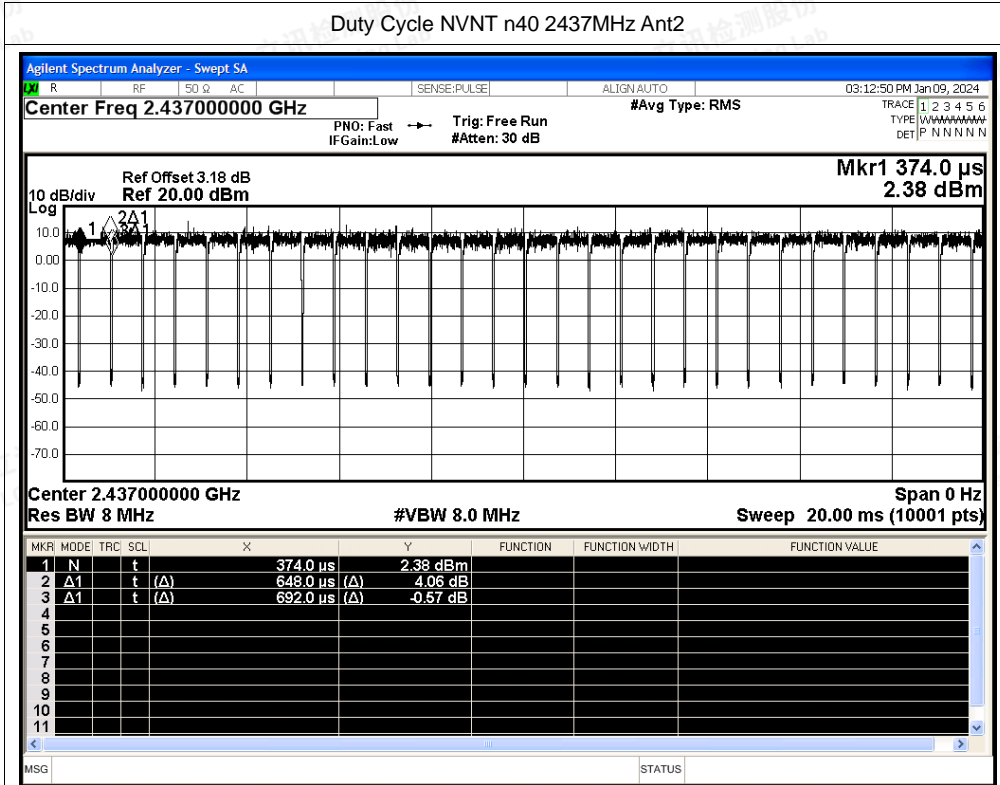 Duty Cycle NVNT n40 2437MHz Ant2
Agilent Spectrum Analyzer - Swept SA
LXI R RF 50 Ω AC SENSE:PULSE ALIGN AUTO 03:12:50 PM Jan 09, 2024
Center Freq 2.437000000 GHz #Avg Type: RMS TRACE 1 2 3 4 5 6
PNO: Fast Trig: Free Run TYPE WWWWWW
IFGain:Low #Atten: 30 dB DET P N N N N N
Mkr1 374.0 µs
Ref Offset 3.18 dB
10 dB/div Ref 20.00 dBm 2.38 dBm
Log
1 2Δ1
3Δ1
10.0
0.00
-10.0
-20.0
-30.0
-40.0
-50.0
-60.0
-70.0
Center 2.437000000 GHz Span 0 Hz
Res BW 8 MHz #VBW 8.0 MHz Sweep 20.00 ms (10001 pts)
MKR MODE TRC SCL X Y FUNCTION FUNCTION WIDTH FUNCTION VALUE
1 N t 374.0 µs 2.38 dBm
2 Δ1 t (Δ) 648.0 µs (Δ) 4.06 dB
3 Δ1 t (Δ) 692.0 µs (Δ) -0.57 dB
4
5
6
7
8
9
10
11
MSG STATUS